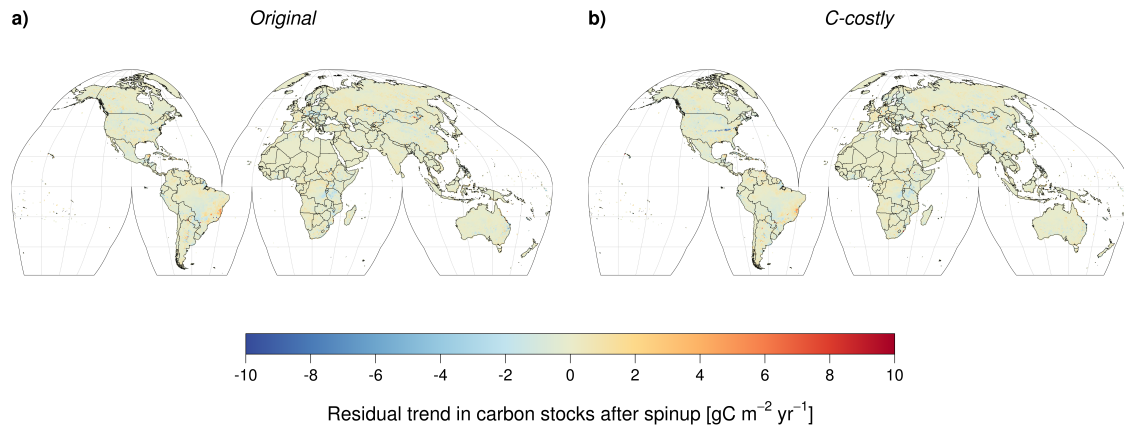 a) Original b) C-costly
-10 -8 -6 -4 -2 0 2 4 6 8 10
Residual trend in carbon stocks after spinup [gC m⁻² yr⁻¹]